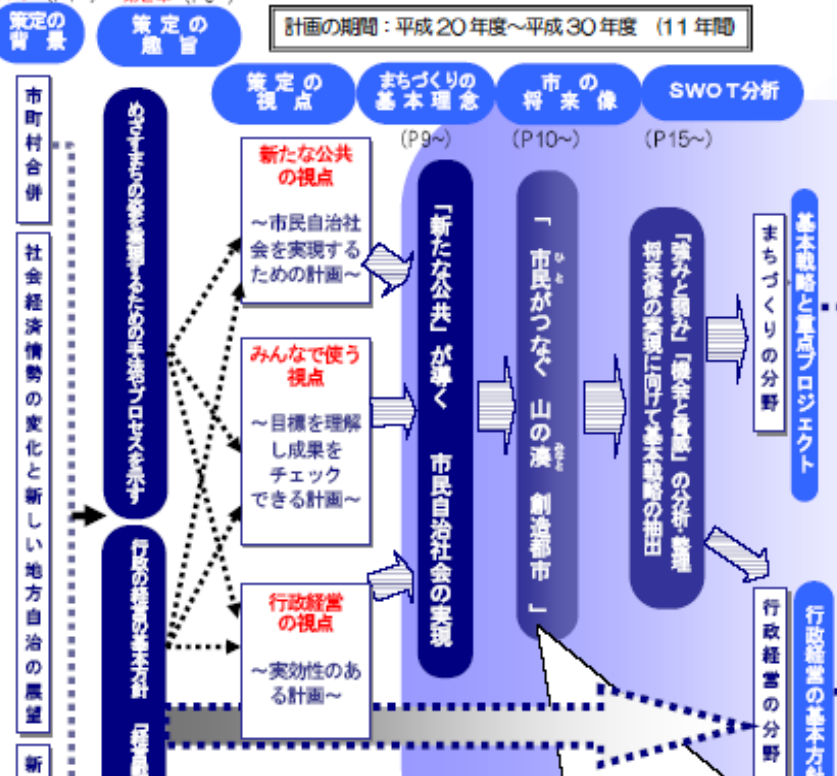 策定の
背 景
策 定 の
趣 旨
計画の期間：平成20年度～平成30年度 （11年間）
策 定 の
視 点
まちづくりの
基 本 理 念
市 の
将 来 像
SWOT分析
(P9～)
(P10～)
(P15～)
市町村合併
社会経済情勢の変化と新しい地方自治の展望
新
めざすまちの姿を実現するための手法やプロセスを示す
行政の経営の基本方針
新たな公共
の視点
～市民自治社
会を実現する
ための計画～
みんなで使う
視点
～目標を理解
し成果を
チェック
できる計画～
行政経営
の視点
～実効性のあ
る計画～
「新たな公共」が導く 市民自治社会の実現
「 市民がつなぐ 山の湊 創造都市 」
ひと
みなと
「強みと弱み」「機会と脅威」の分析・整理
将来像の実現に向けて基本戦略の抽出
まちづくりの分野
基本戦略と重点プロジェクト
行政経営の分野
行政経営の基本方針